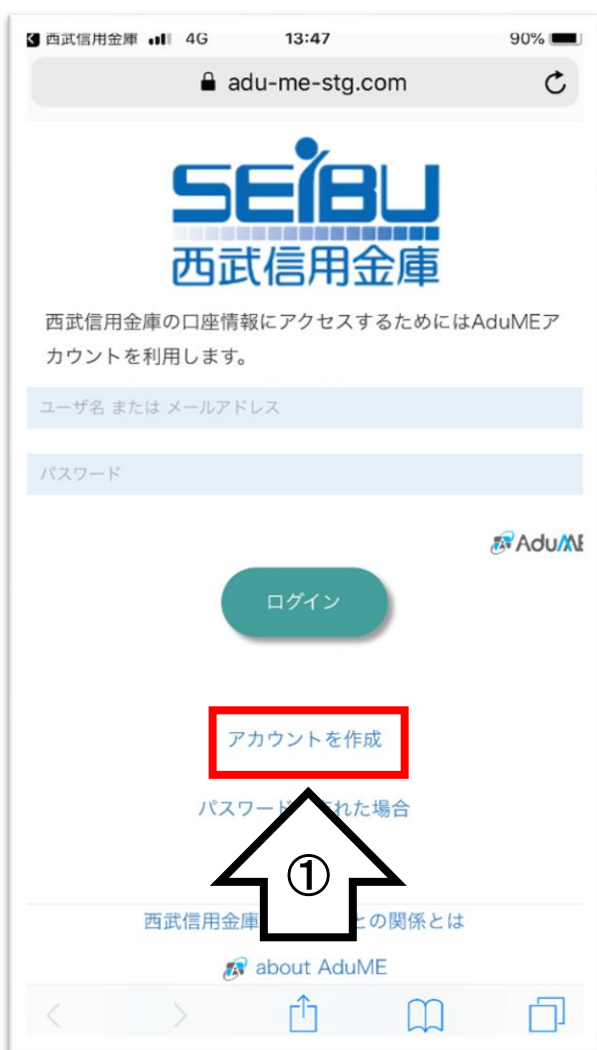 西武信用金庫 4G 13:47 90%
adu-me-stg.com
SEIBU
西武信用金庫
西武信用金庫の口座情報にアクセスするためにはAduMEア
カウントを利用します。
ユーザ名 または メールアドレス
パスワード
AduME
ログイン
アカウントを作成
パスワード れた場合
①
西武信用金庫 との関係とは
about AduME